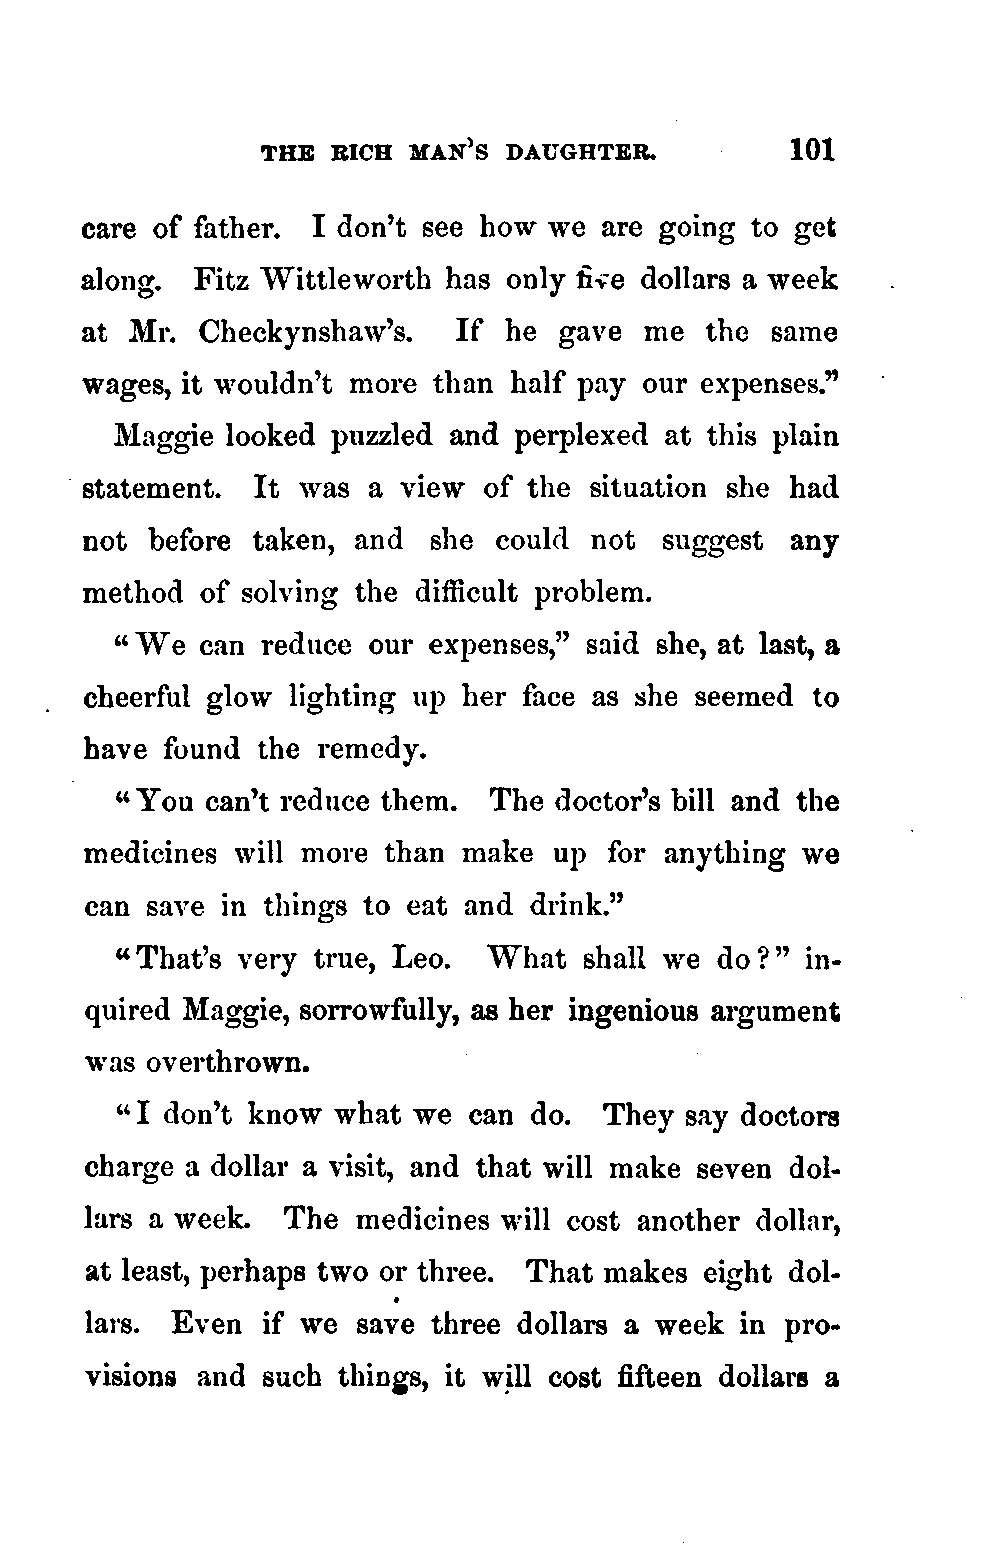 THE RICH MAN'S DAUGHTER. 101
care of father. I don't see how we are going to get
along. Fitz Wittleworth has only five dollars a week
at Mr. Checkynshaw's. If he gave me the same
wages, it wouldn't more than half pay our expenses."
Maggie looked puzzled and perplexed at this plain
statement. It was a view of the situation she had
not before taken, and she could not suggest any
method of solving the difficult problem.
"We can reduce our expenses," said she, at last, a
cheerful glow lighting up her face as she seemed to
have found the remedy.
"You can't reduce them. The doctor's bill and the
medicines will more than make up for anything we
can save in things to eat and drink."
"That's very true, Leo. What shall we do?" in-
quired Maggie, sorrowfully, as her ingenious argument
was overthrown.
"I don't know what we can do. They say doctors
charge a dollar a visit, and that will make seven dol-
lars a week. The medicines will cost another dollar,
at least, perhaps two or three. That makes eight dol-
lars. Even if we save three dollars a week in pro-
visions and such things, it will cost fifteen dollars a